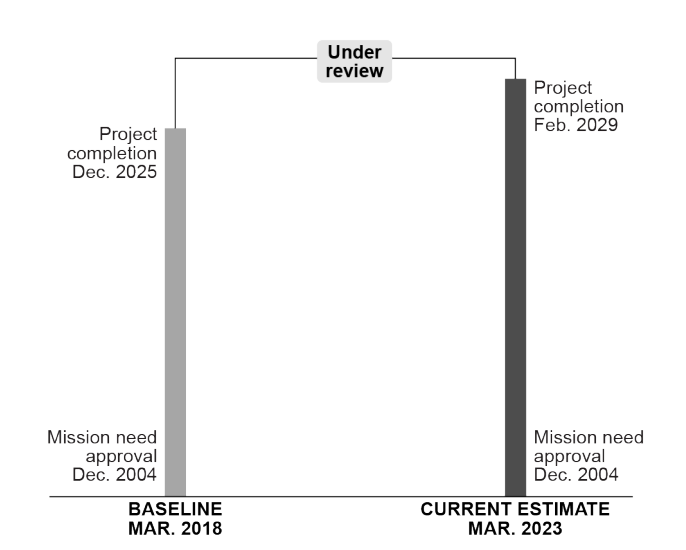 Under
review
Project
completion
Dec. 2025
Project
completion
Feb. 2029
Mission need
approval
Dec. 2004
Mission need
approval
Dec. 2004
BASELINE
MAR. 2018
CURRENT ESTIMATE
MAR. 2023